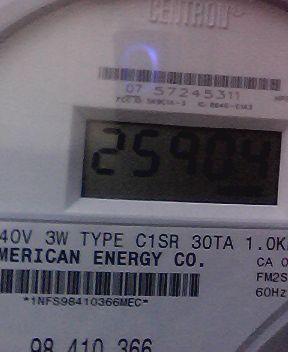 CENTRON
07 57245311
25904
40V 3W TYPE C1SR 30TA 1.0K
MERICAN ENERGY CO.
CA 0
FM2S
*1NFS98410366MEC*
60Hz
98 410 366